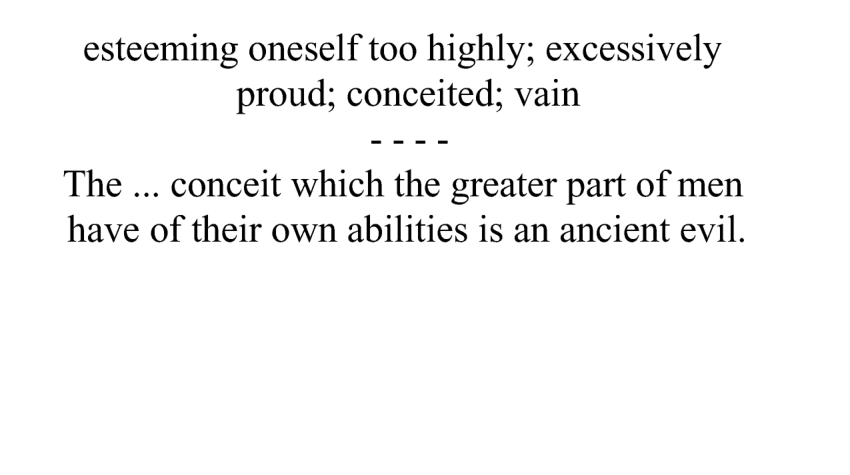 esteeming oneself too highly; excessively
proud; conceited; vain
- - - -
The ... conceit which the greater part of men
have of their own abilities is an ancient evil.